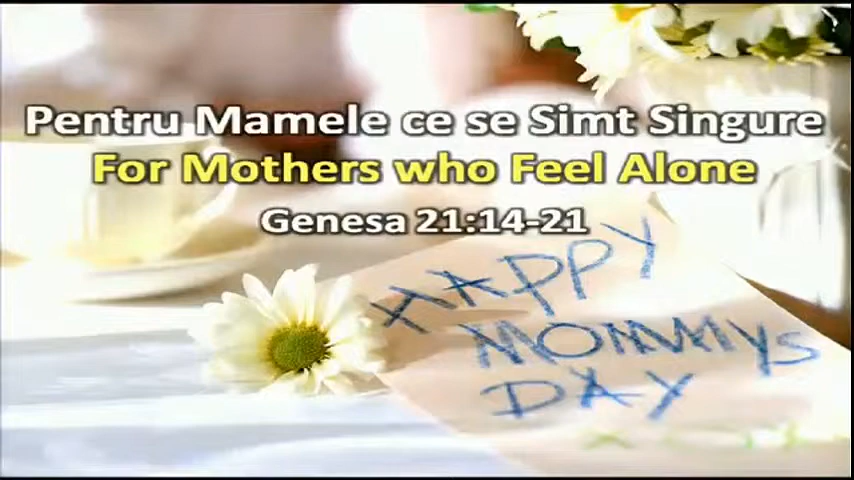 Pentru Mamele ce se Simt Singure
For Mothers who Feel Alone
Genesa 21:14-21
HAPPY
MOMMYS
DAY